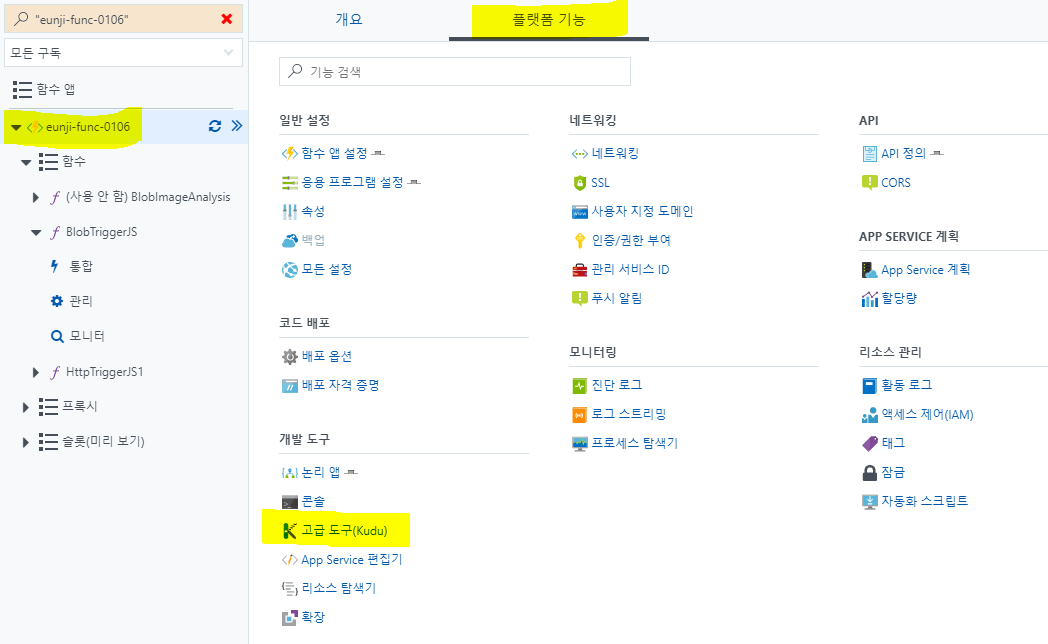 "eunji-func-0106"
모든 구독
함수 앱
eunji-func-0106
함수
(사용 안 함) BlobImageAnalysis
BlobTriggerJS
통합
관리
모니터
HttpTriggerJS1
프록시
슬롯(미리 보기)
개요
플랫폼 기능
기능 검색
일반 설정
함수 앱 설정
응용 프로그램 설정
속성
백업
모든 설정
코드 배포
배포 옵션
배포 자격 증명
개발 도구
논리 앱
콘솔
고급 도구(Kudu)
App Service 편집기
리소스 탐색기
확장
네트워킹
네트워킹
SSL
사용자 지정 도메인
인증/권한 부여
관리 서비스 ID
푸시 알림
모니터링
진단 로그
로그 스트리밍
프로세스 탐색기
API
API 정의
CORS
APP SERVICE 계획
App Service 계획
할당량
리소스 관리
활동 로그
액세스 제어(IAM)
태그
잠금
자동화 스크립트